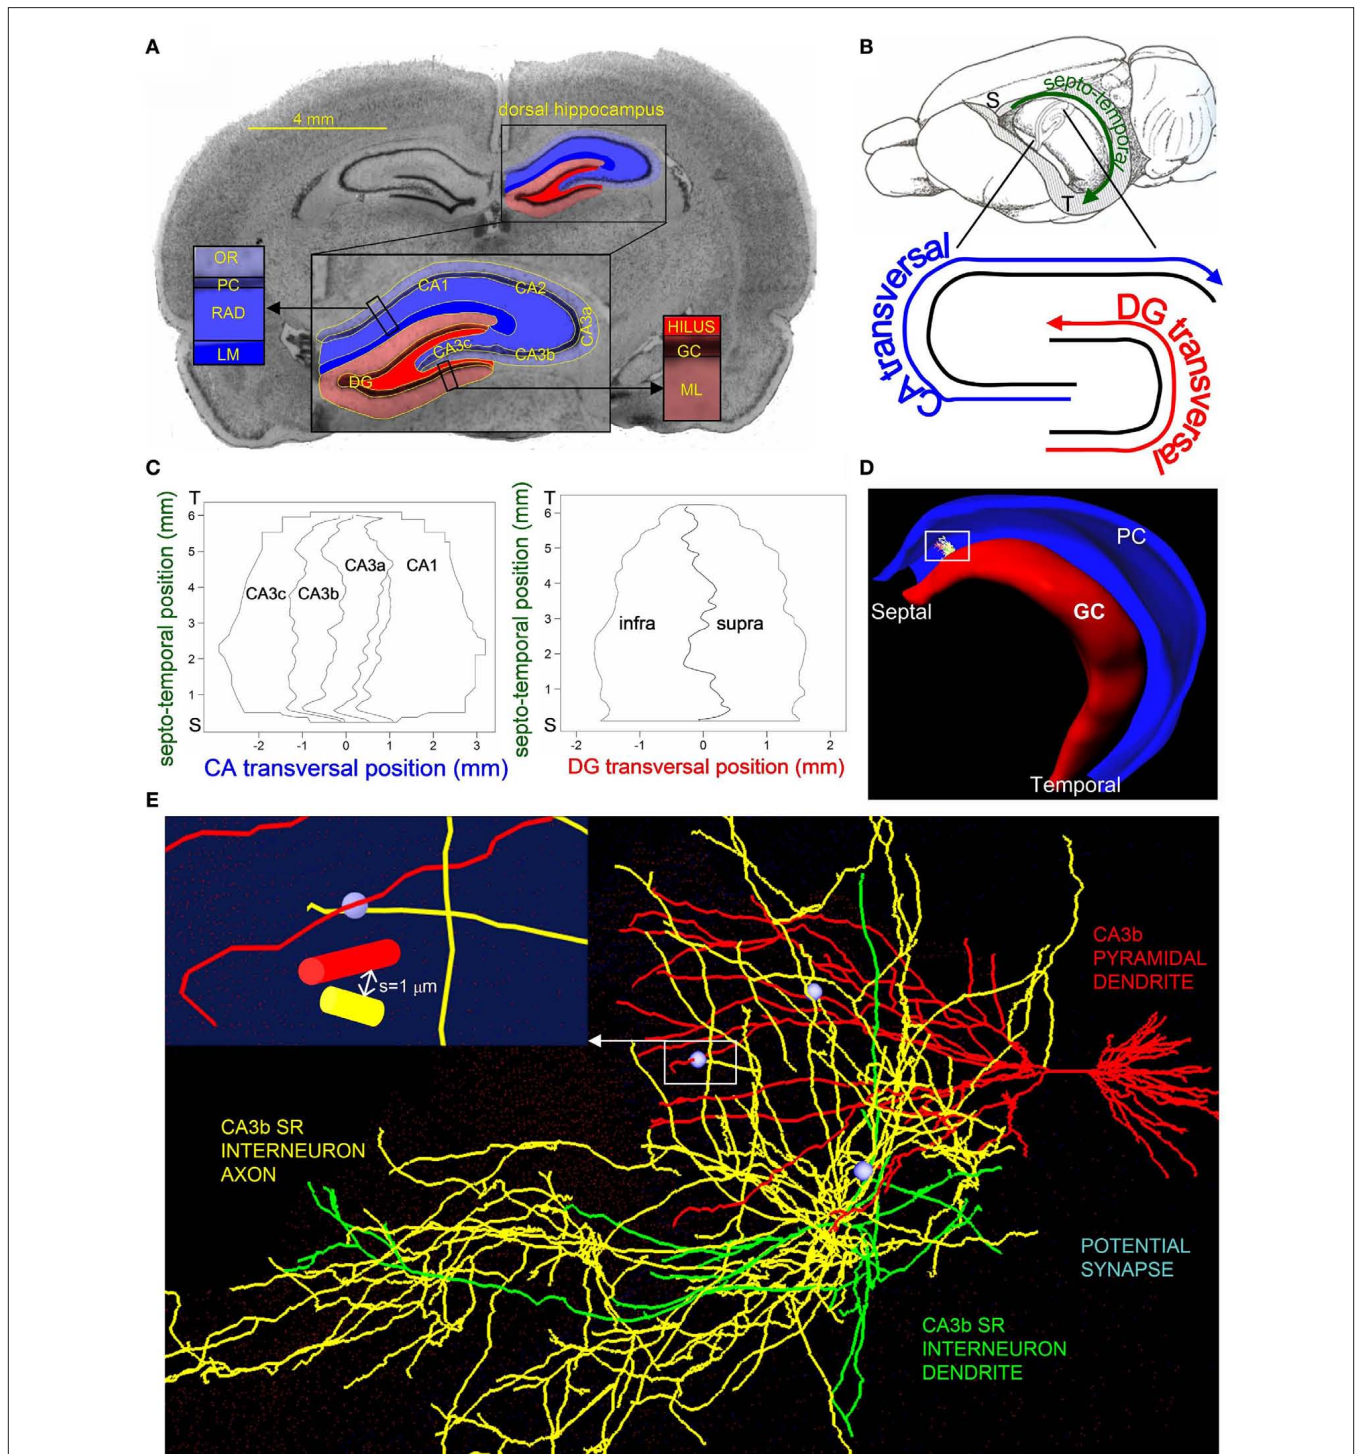 A
4 mm
dorsal hippocampus
OR
PC
RAD
LM
CA1
CA2
CA3a
CA3c
CA3b
DG
HILUS
GC
ML
B
S
septo-temporal
T
CA transversal
DG transversal
C
septo-temporal position (mm)
T
6
5
4
3
2
1
S
CA3c
CA3b
CA3a
CA1
-2
-1
0
1
2
3
CA transversal position (mm)
septo-temporal position (mm)
T
6
5
4
3
2
1
S
infra
supra
-2
-1
0
1
2
DG transversal position (mm)
D
PC
Septal
GC
Temporal
E
s=1 μm
CA3b
PYRAMIDAL
DENDRITE
CA3b SR
INTERNEURON
AXON
POTENTIAL
SYNAPSE
CA3b SR
INTERNEURON
DENDRITE